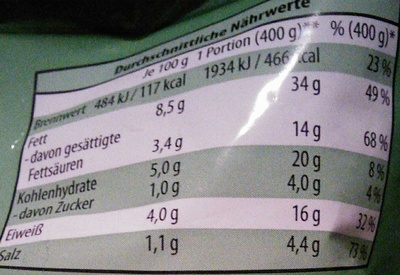 Durchschnittliche Nährwerte
Je 100 g 1 Portion (400 g)** % (400 g)*
Brennwert 484 kJ / 117 kcal 1934 kJ / 466 kcal 23 %
Fett 8,5 g 34 g 49 %
- davon gesättigte
Fettsäuren 3,4 g 14 g 68 %
Kohlenhydrate 5,0 g 20 g 8 %
- davon Zucker 1,0 g 4,0 g 4 %
Eiweiß 4,0 g 16 g 32 %
Salz 1,1 g 4,4 g 73 %